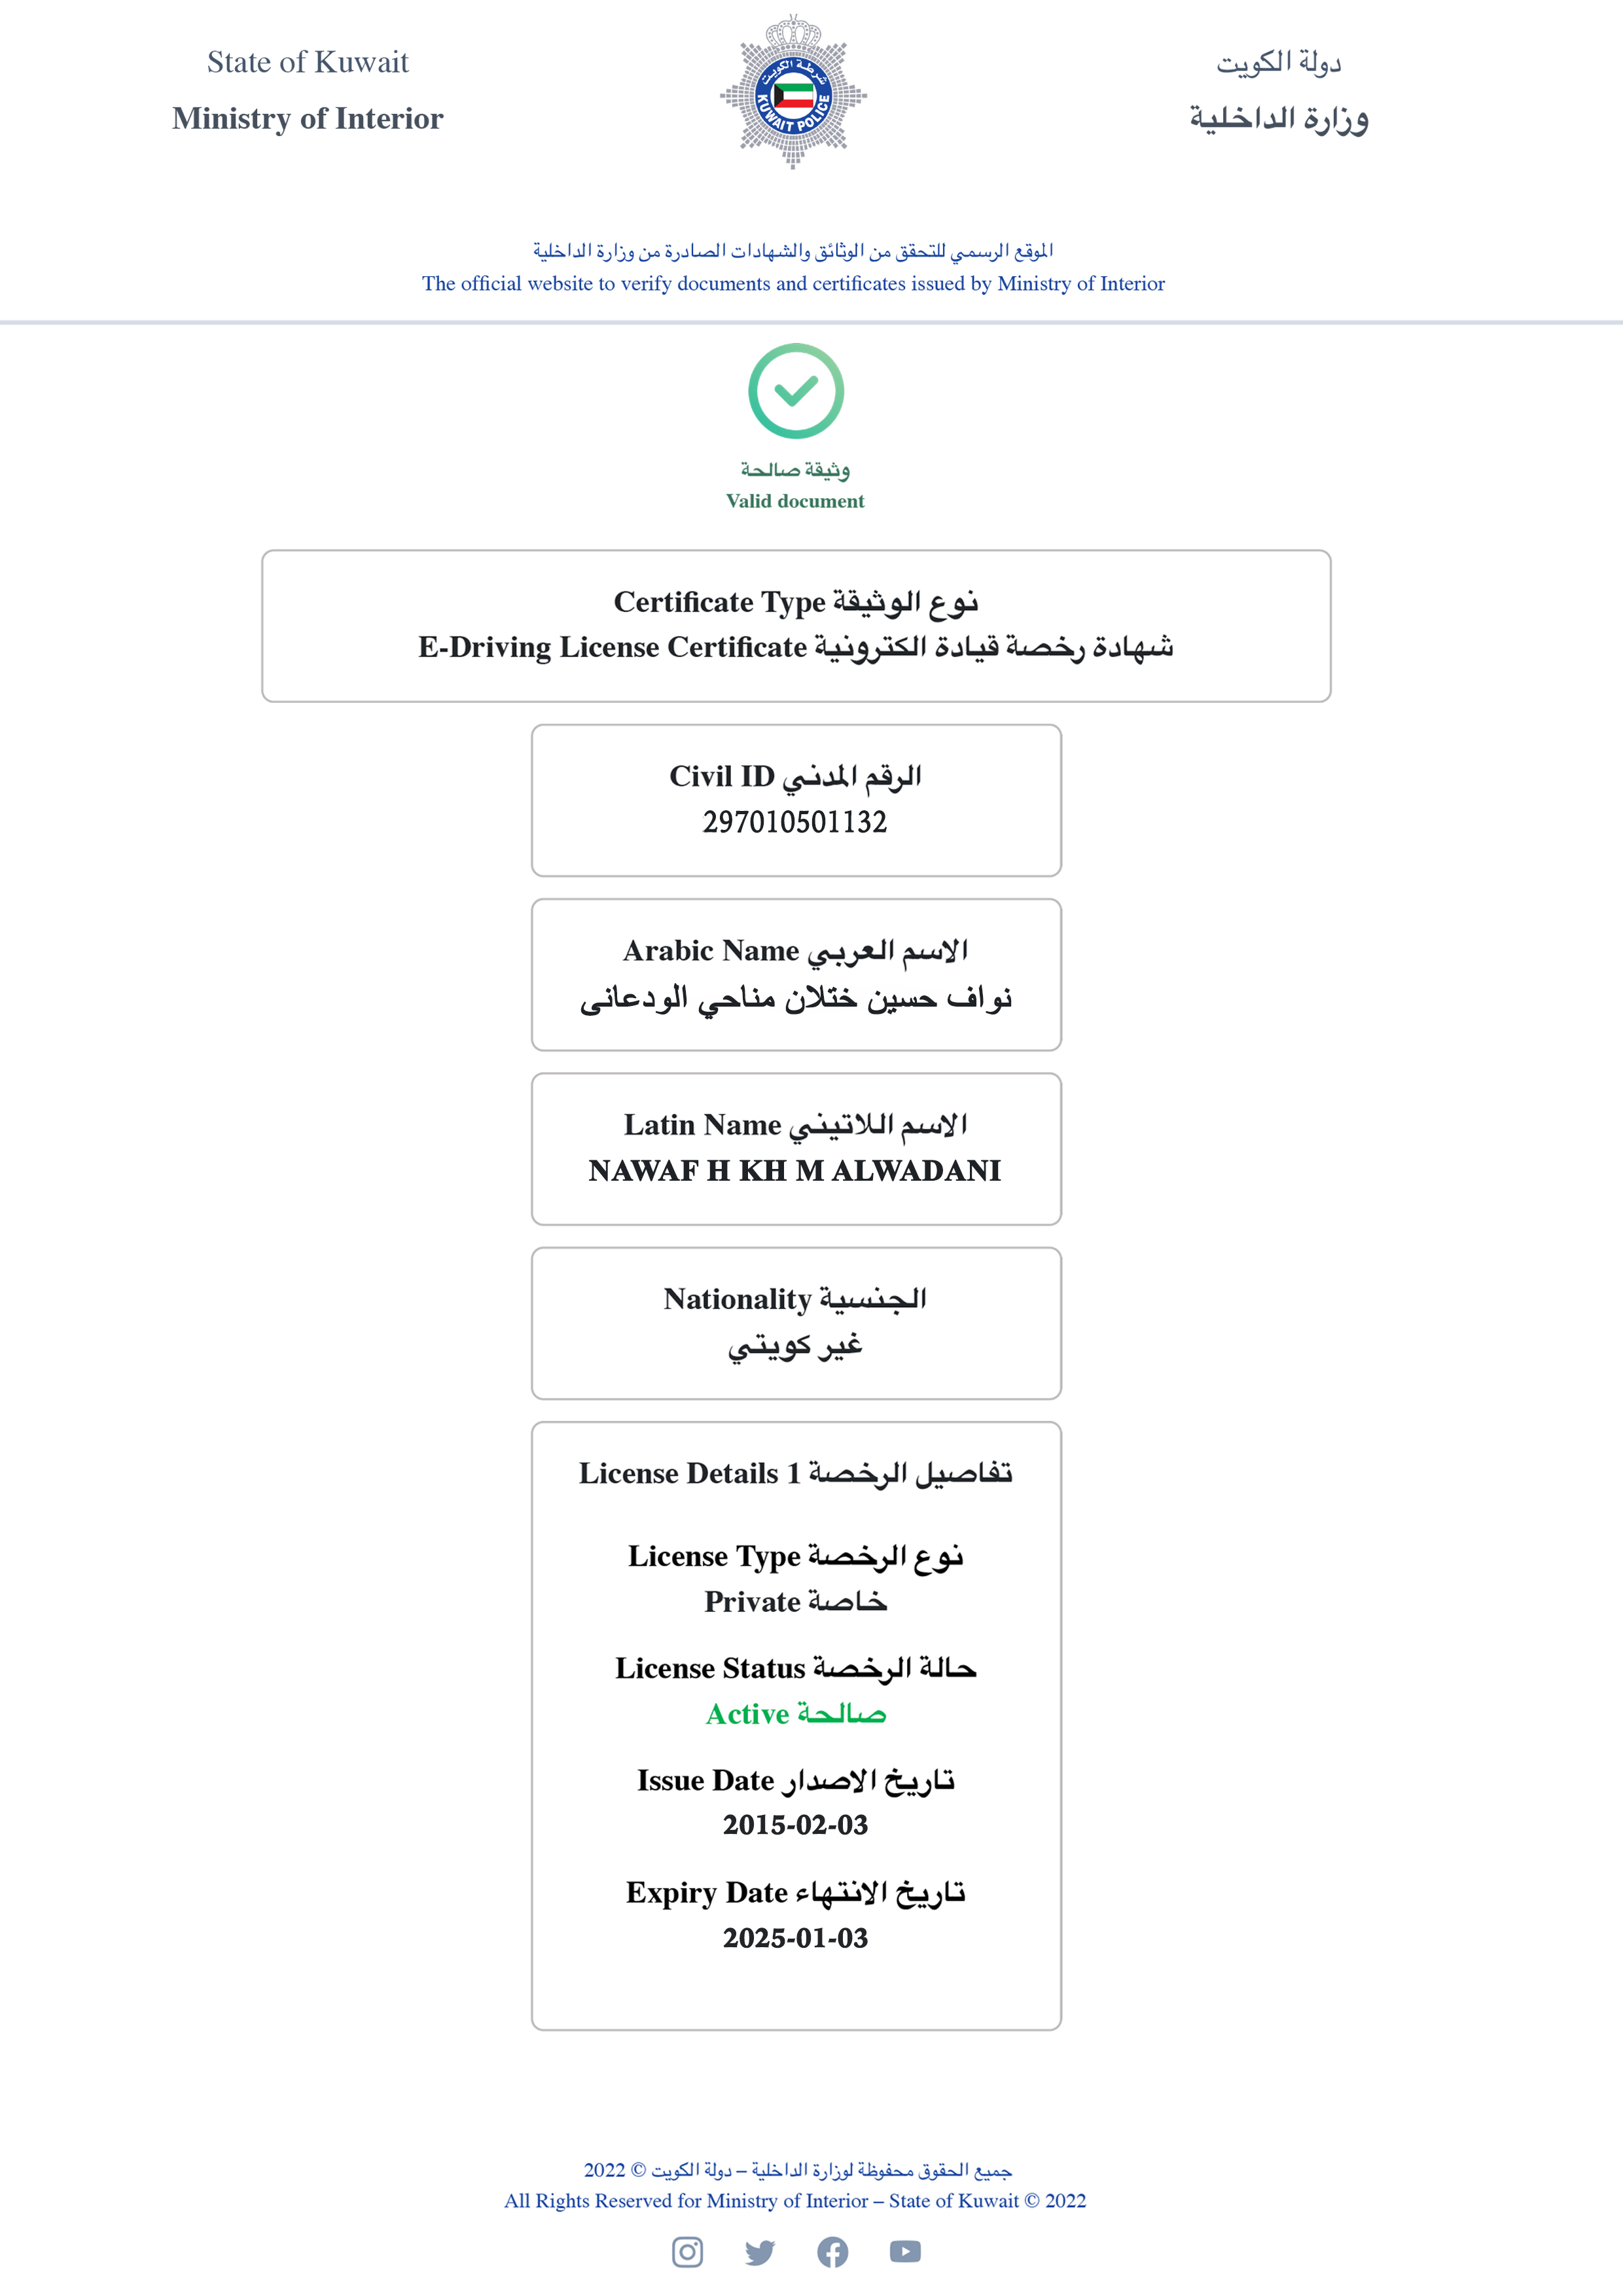 State of Kuwait
Ministry of Interior
شرطة الكويت
KUWAIT POLICE
دولة الكويت
وزارة الداخلية
الموقع الرسمي للتحقق من الوثائق والشهادات الصادرة من وزارة الداخلية
The official website to verify documents and certificates issued by Ministry of Interior
وثيقة صالحة
Valid document
Certificate Type نوع الوثيقة
E-Driving License Certificate شهادة رخصة قيادة الكترونية
Civil ID الرقم المدني
297010501132
Arabic Name الاسم العربي
نواف حسين ختلان مناحي الودعانى
Latin Name الاسم اللاتيني
NAWAF H KH M ALWADANI
Nationality الجنسية
غير كويتي
License Details 1 تفاصيل الرخصة
License Type نوع الرخصة
Private خاصة
License Status حالة الرخصة
Active صالحة
Issue Date تاريخ الاصدار
2015-02-03
Expiry Date تاريخ الانتهاء
2025-01-03
جميع الحقوق محفوظة لوزارة الداخلية – دولة الكويت © 2022
All Rights Reserved for Ministry of Interior – State of Kuwait © 2022